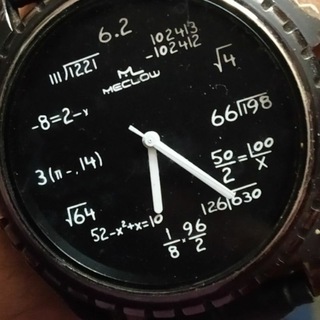 6.2
102413
-102412
111)1221
√4
MECLOW
-8=2-x
66)198
3(π-.14)
50/2=100/x
√64
52-x²+x=10
126)630
1/8·96/2